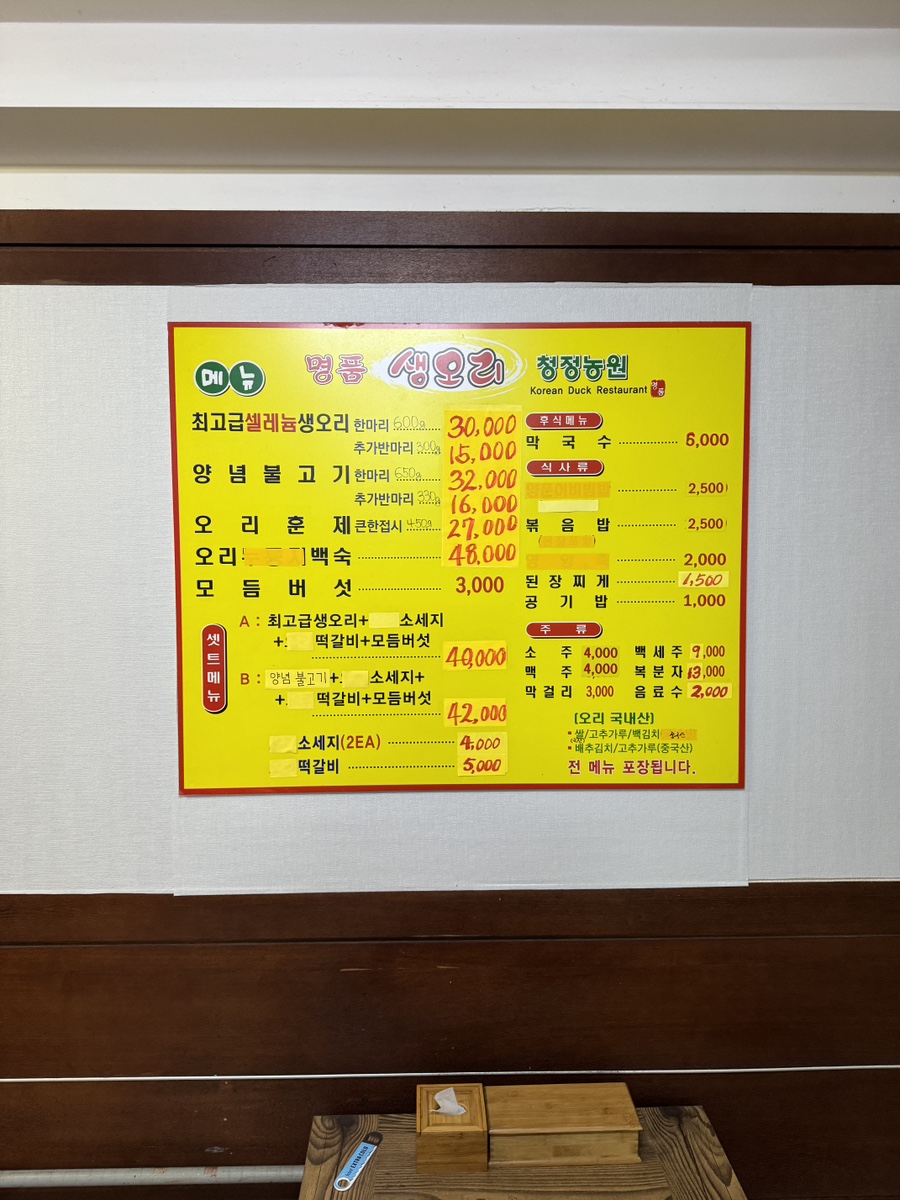 메뉴
명품 생오리 청정농원
Korean Duck Restaurant
최고급셀레늄생오리 한마리 600g 30,000
추가반마리 300g 15,000
양념불고기 한마리 650g 32,000
추가반마리 330g 16,000
오리훈제 큰한접시 450g 27,000
오리 백숙 48,000
모듬버섯 3,000
셋트메뉴
A : 최고급생오리+ 소세지
+ 떡갈비+모듬버섯
40,000
B : 양념불고기+ 소세지+
+ 떡갈비+모듬버섯
42,000
소세지(2EA) 4,000
떡갈비 5,000
후식메뉴
막국수 6,000
식사류
2,500
볶음밥 2,500
2,000
된장찌게 1,500
공기밥 1,000
주류
소주 4,000 백세주 9,000
맥주 4,000 복분자 13,000
막걸리 3,000 음료수 2,000
(오리 국내산)
쌀/고추가루/백김치
배추김치/고추가루(중국산)
전 메뉴 포장됩니다.